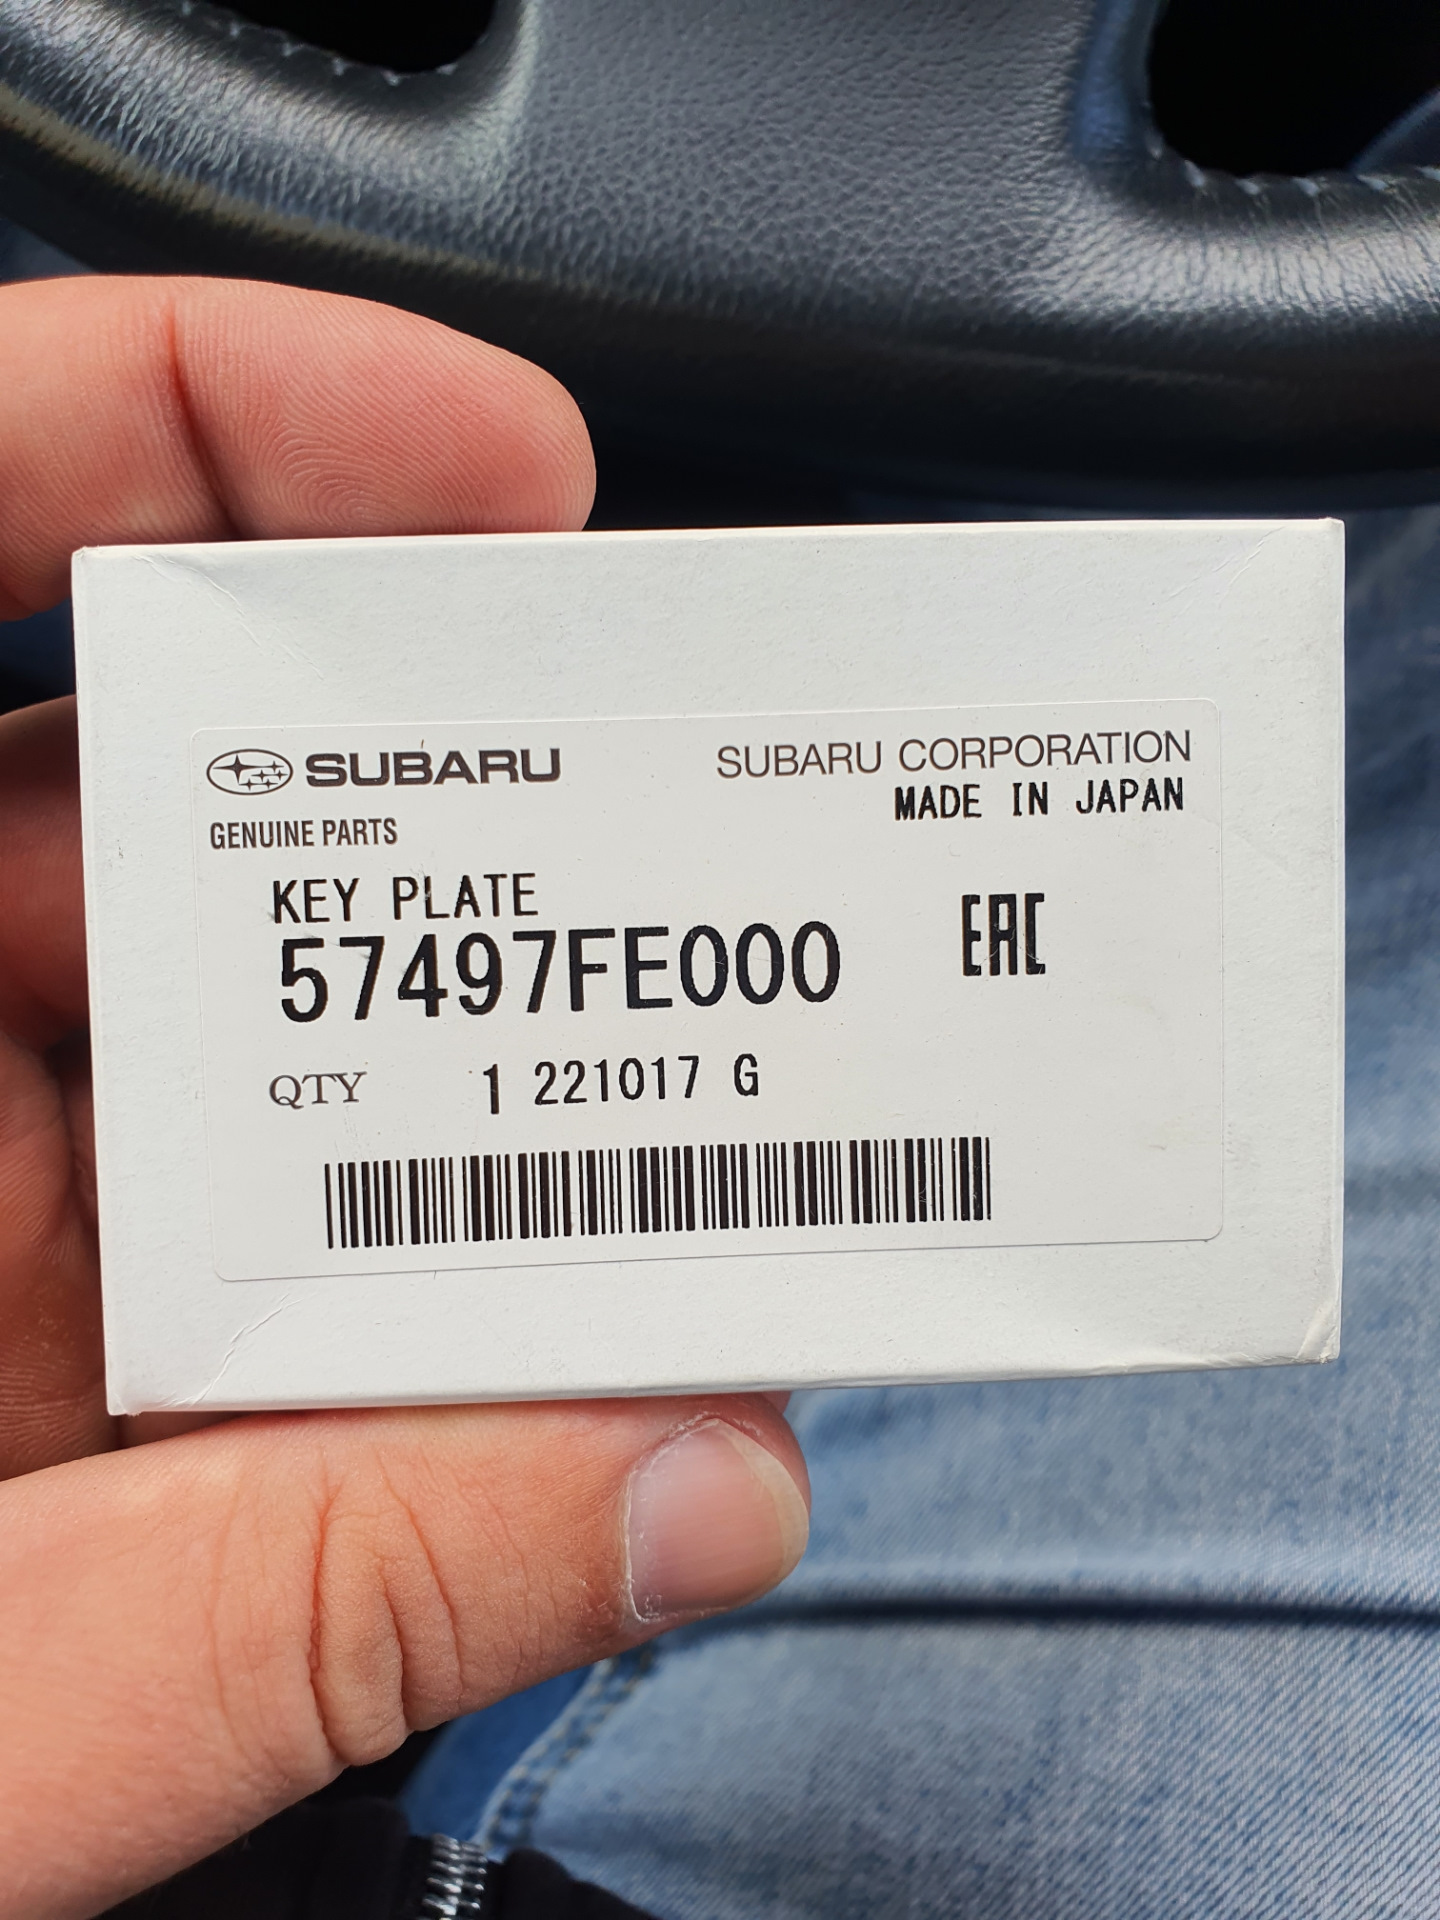 SUBARU
SUBARU CORPORATION
MADE IN JAPAN
GENUINE PARTS
KEY PLATE
57497FE000
EAC
QTY 1 221017 G